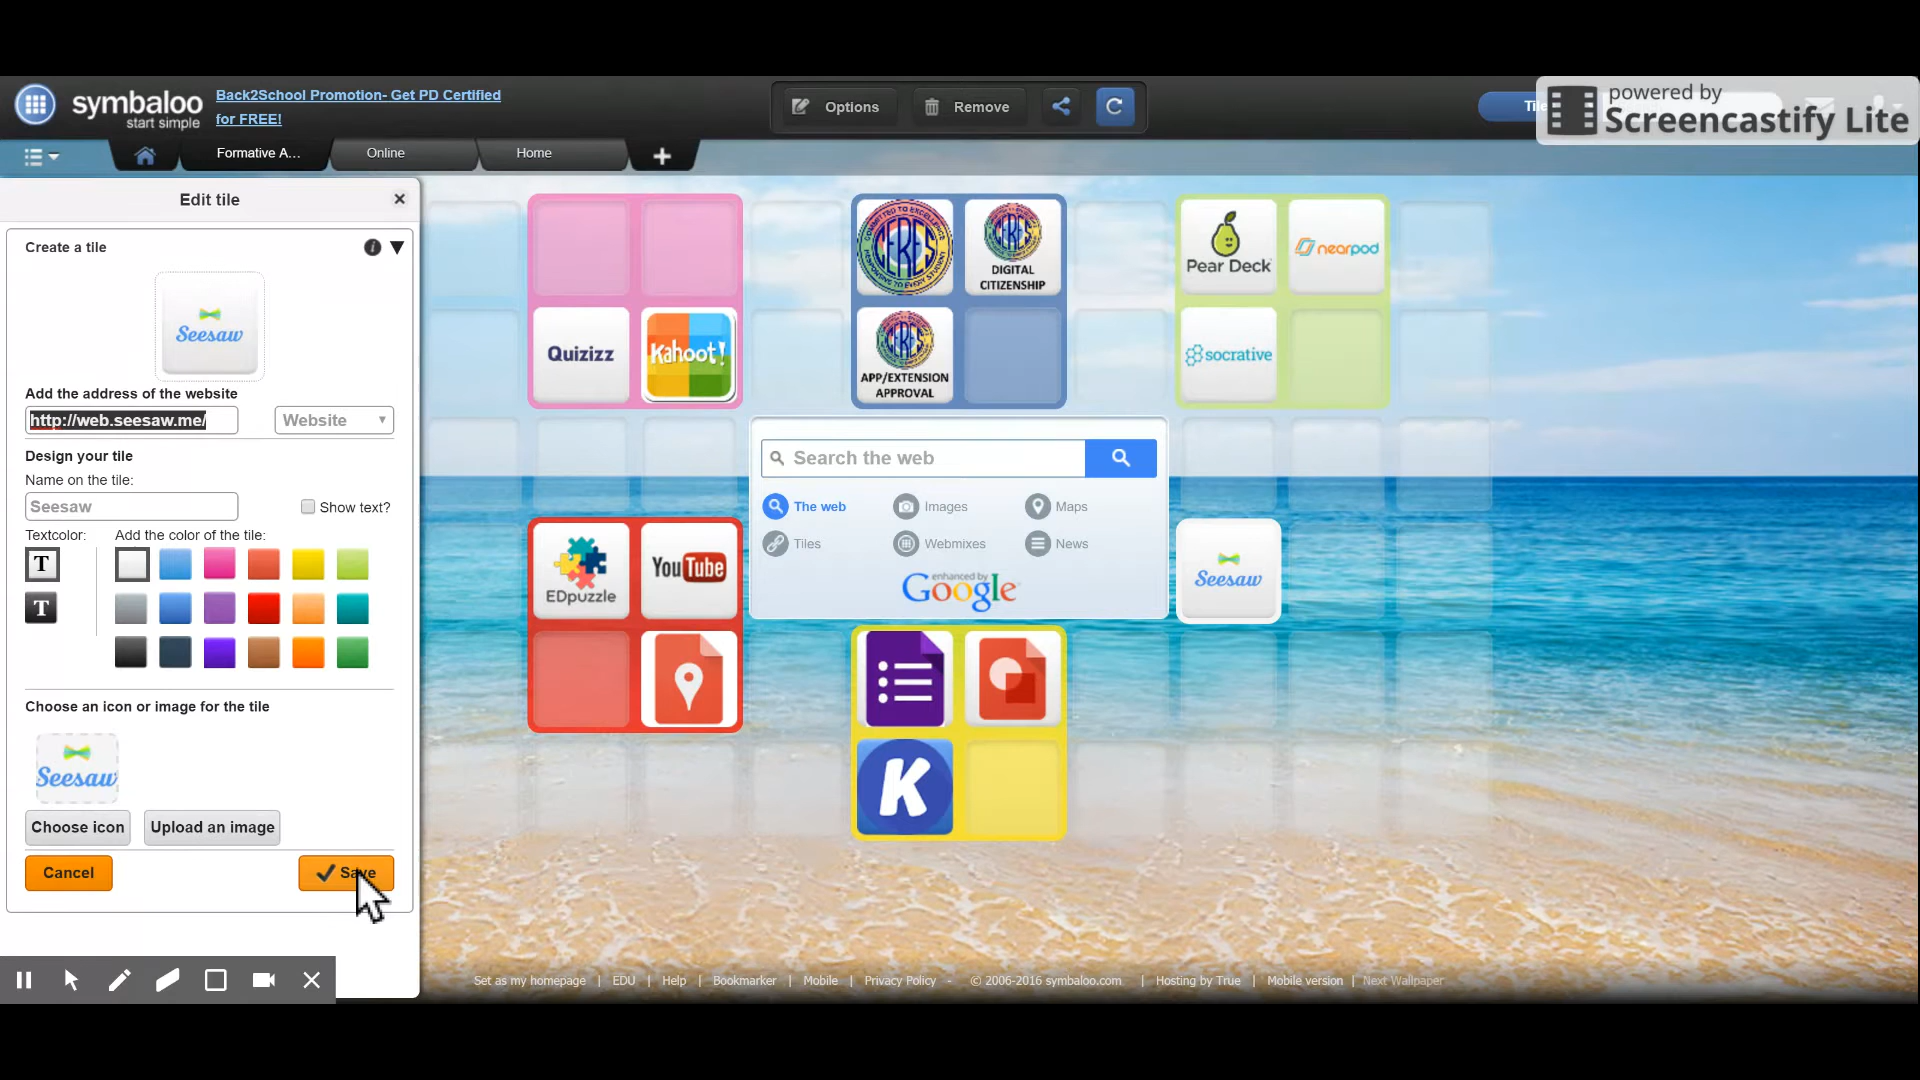 symbaloo
start simple
Back2School Promotion- Get PD Certified
for FREE!
Options
Remove
powered by
Screencastify Lite
Formative A...
Online
Home
+
Edit tile
Create a tile
Seesaw
Add the address of the website
http://web.seesaw.me/
Website
Design your tile
Name on the tile:
Seesaw
Show text?
Textcolor:
Add the color of the tile:
T
T
Choose an icon or image for the tile
Seesaw
Choose icon
Upload an image
Cancel
Save
Quizizz
Kahoot!
CERES
DIGITAL
CITIZENSHIP
APP/EXTENSION
APPROVAL
Pear Deck
nearpod
socrative
Search the web
The web
Images
Maps
Tiles
Webmixes
News
enhanced by
Google
EDpuzzle
YouTube
Seesaw
K
Set as my homepage | EDU | Help | Bookmarker | Mobile | Privacy Policy - © 2006-2016 symbaloo.com | Hosting by True | Mobile version | Next Wallpaper